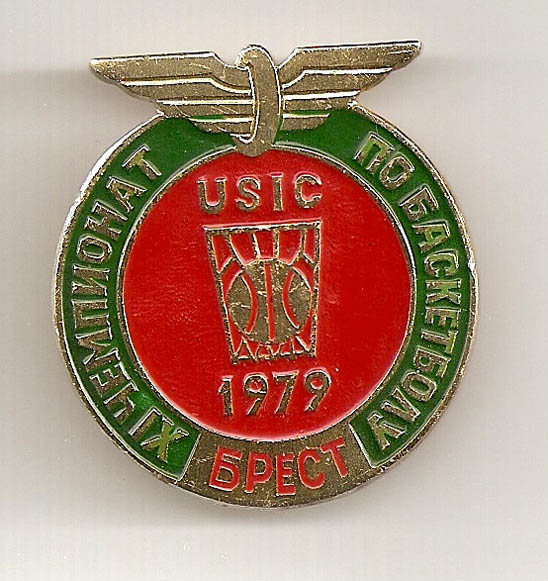 USIC
1979
XI ЧЕМПИОНАТ
ПО БАСКЕТБОЛУ
БРЕСТ